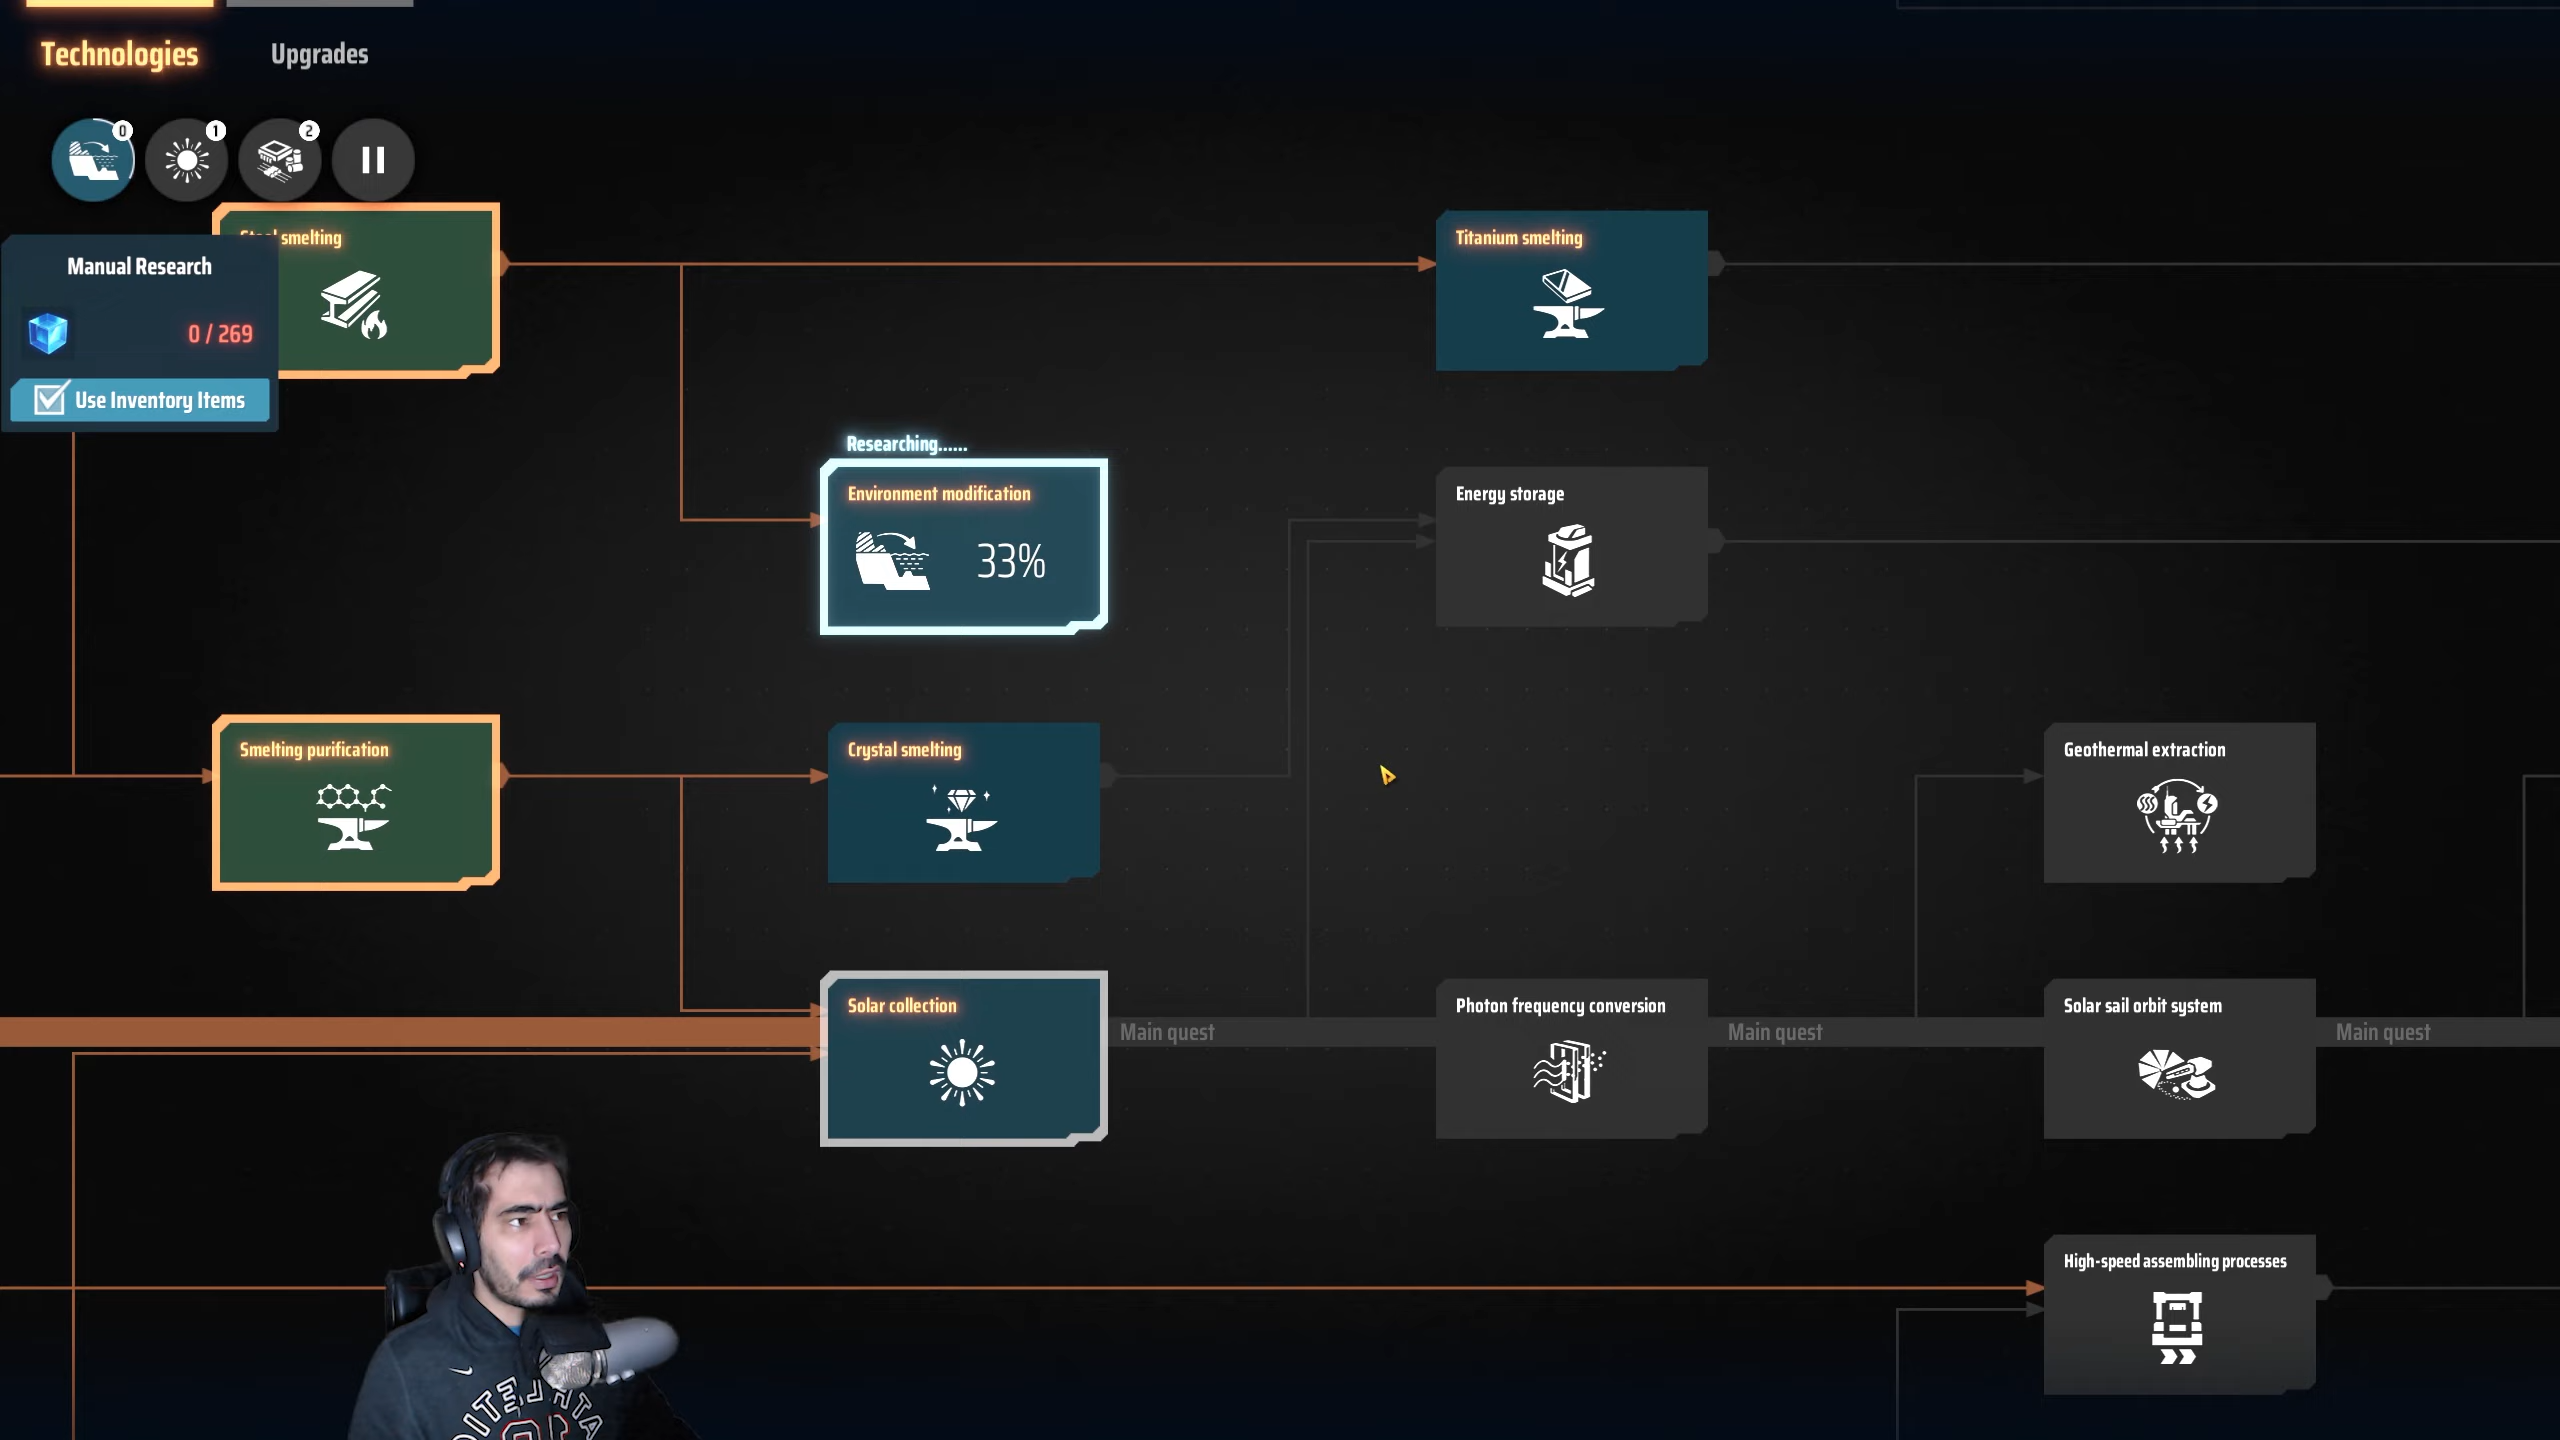 Technologies
Upgrades
0
1
2
smelting
Titanium smelting
Manual Research
0 / 269
Use Inventory Items
Researching......
Environment modification
33%
Energy storage
Smelting purification
Crystal smelting
Geothermal extraction
Solar collection
Main quest
Photon frequency conversion
Main quest
Solar sail orbit system
Main quest
High-speed assembling processes